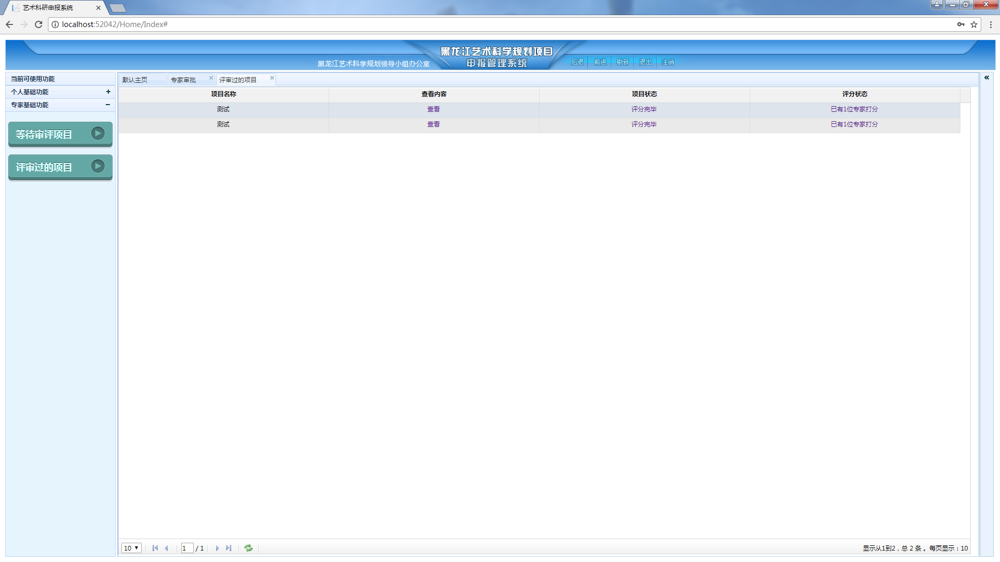 艺术科研申报系统
localhost:52042/Home/Index#
黑龙江艺术科学规划项目
申报管理系统
黑龙江艺术科学规划领导小组办公室
后退 前进 刷新 退出 注销
当前可使用功能
个人基础功能
专家基础功能
等待审评项目
评审过的项目
默认主页 专家审批 评审过的项目
项目名称 查看内容 项目状态 评分状态
测试 查看 评分完毕 已有1位专家打分
测试 查看 评分完毕 已有1位专家打分
10 1 / 1 显示从1到2，总 2 条 。每页显示：10